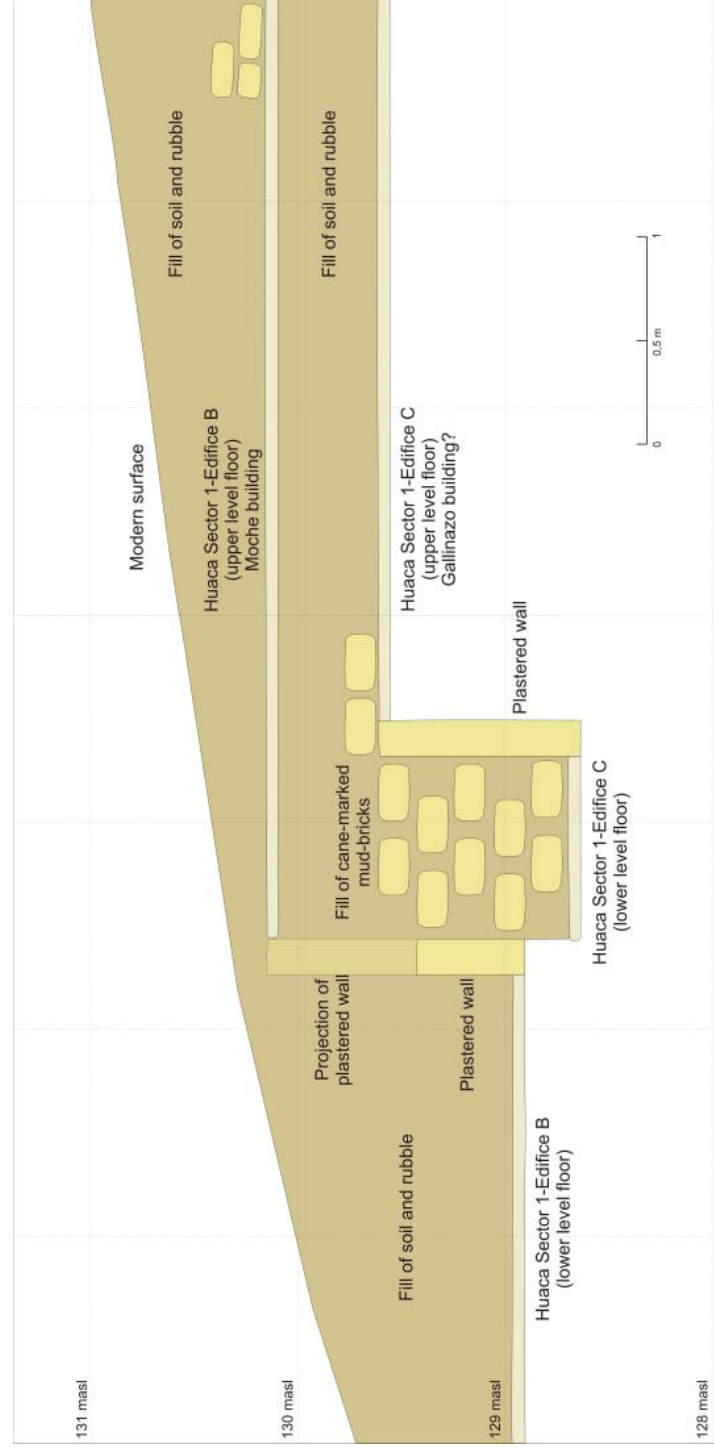 131 masl
130 masl
129 masl
128 masl
Modern surface
Fill of soil and rubble
Huaca Sector 1-Edifice B
(upper level floor)
Moche building
Fill of soil and rubble
Huaca Sector 1-Edifice C
(upper level floor)
Gallinazo building?
Fill of cane-marked
mud-bricks
Projection of
plastered wall
Plastered wall
Plastered wall
Fill of soil and rubble
Huaca Sector 1-Edifice B
(lower level floor)
Huaca Sector 1-Edifice C
(lower level floor)
0
0,5 m
1